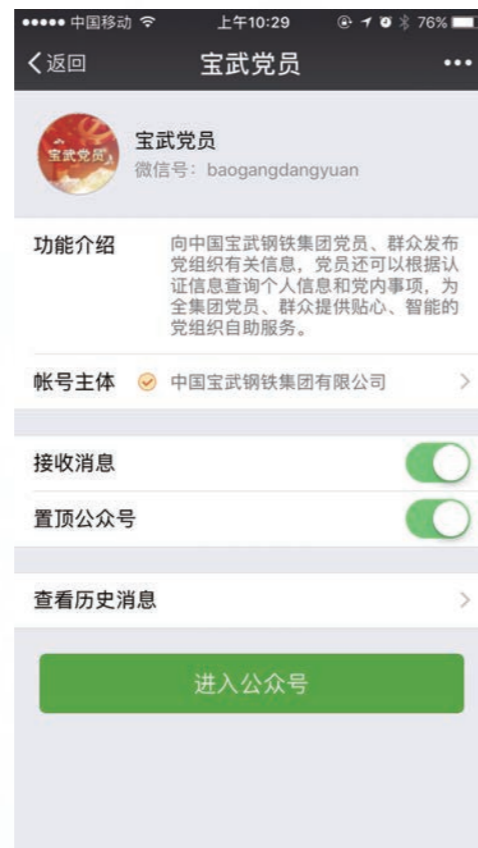 ●●●●● 中国移动 上午10:29 76%
返回 宝武党员 •••
宝武党员
宝武党员
微信号：baogangdangyuan
功能介绍 向中国宝武钢铁集团党员、群众发布
党组织有关信息，党员还可以根据认
证信息查询个人信息和党内事项，为
全集团党员、群众提供贴心、智能的
党组织自助服务。
帐号主体 中国宝武钢铁集团有限公司
接收消息
置顶公众号
查看历史消息
进入公众号